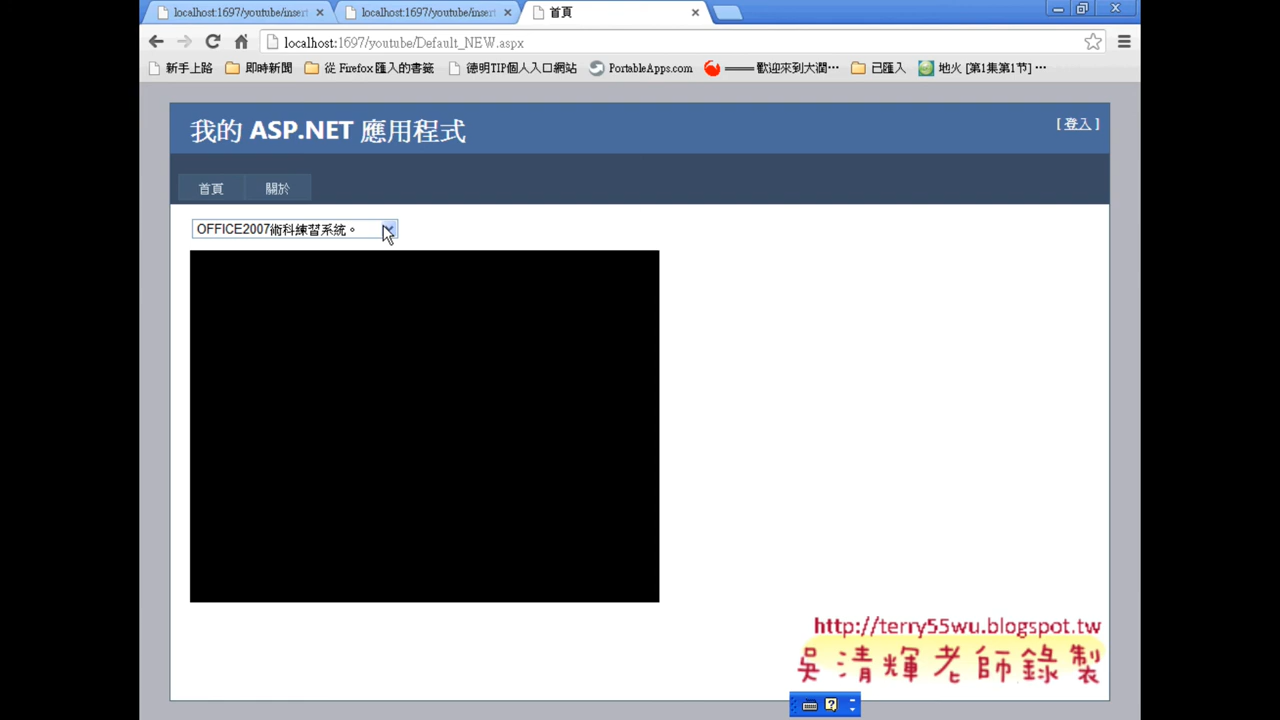 localhost:1697/youtube/insert
localhost:1697/youtube/insert
首頁
localhost:1697/youtube/Default_NEW.aspx
新手上路
即時新聞
從 Firefox 匯入的書籤
德明TIP個人入口網站
PortableApps.com
═══歡迎來到大潤…
已匯入
地火 [第1集第1节] …
我的 ASP.NET 應用程式
[ 登入 ]
首頁
關於
OFFICE2007術科練習系統。
http://terry55wu.blogspot.tw
吳清輝老師錄製